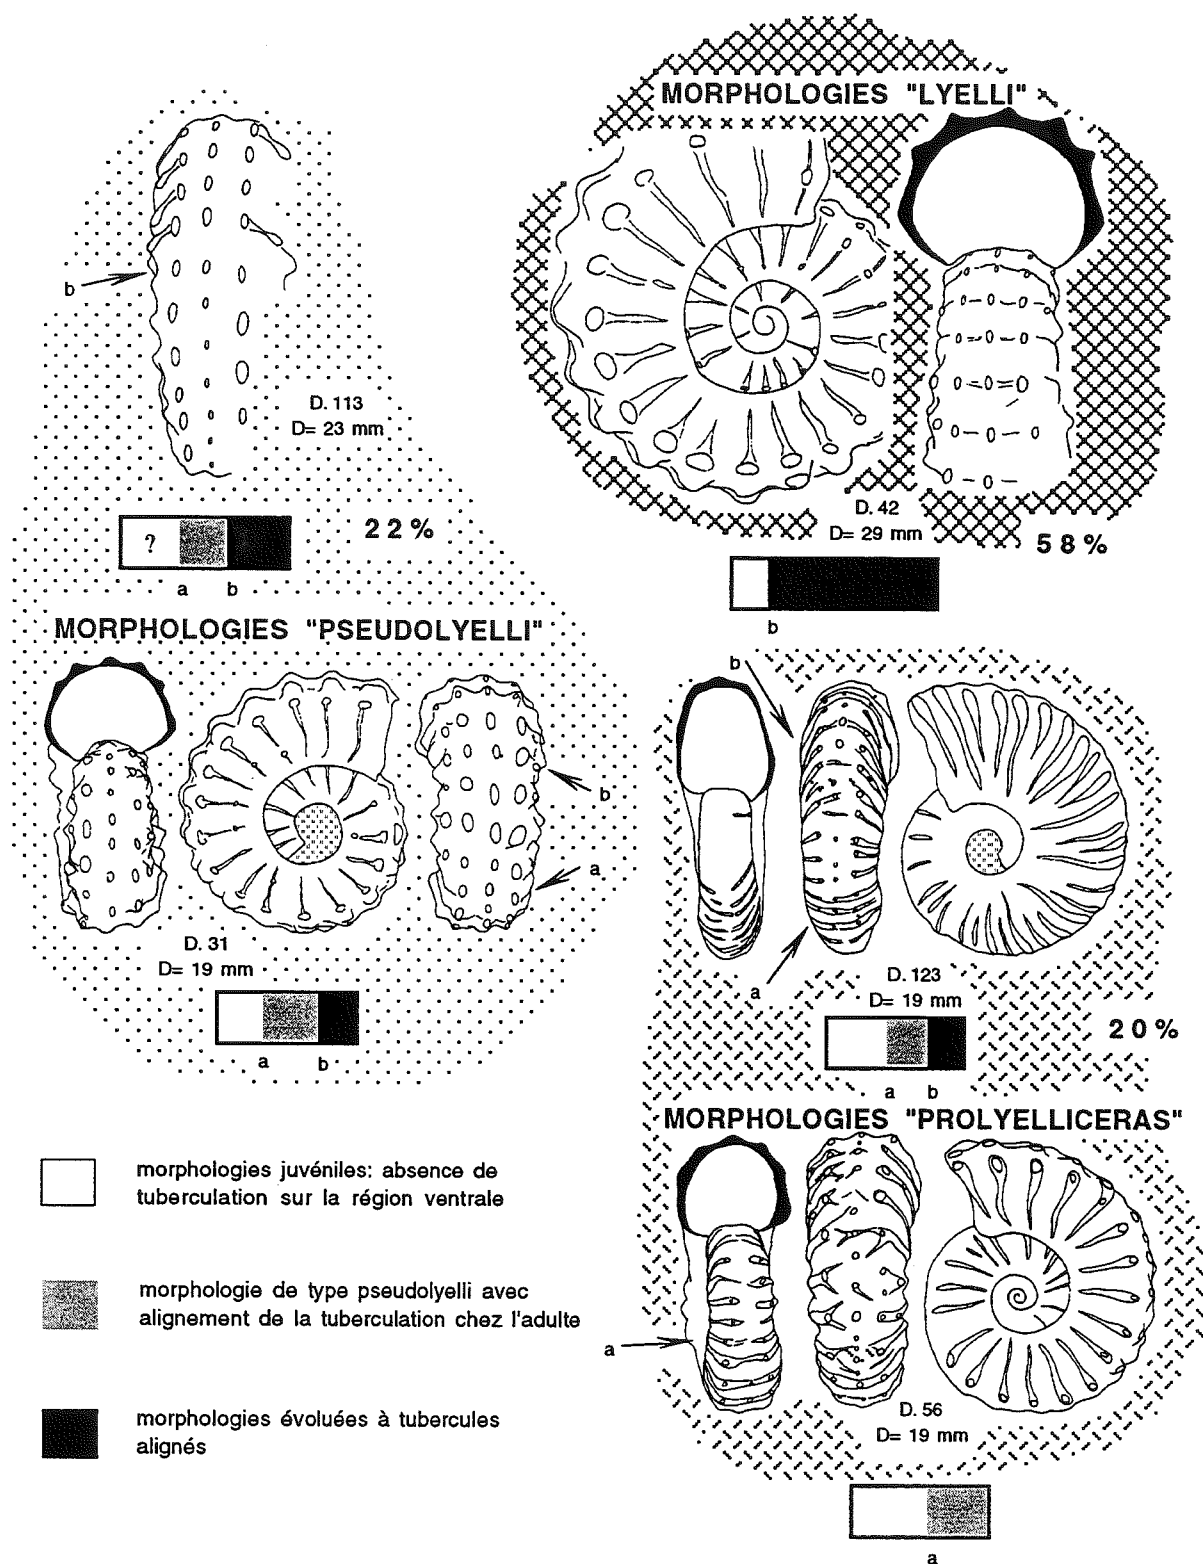 MORPHOLOGIES "LYELLI"
b
D. 113
D= 23 mm
?
22%
a b
D. 42
D= 29 mm
58%
b
MORPHOLOGIES "PSEUDOLYELLI"
b
a
D. 31
D= 19 mm
a b
b
a
D. 123
D= 19 mm
20%
a b
MORPHOLOGIES "PROLYELLICERAS"
a
D. 56
D= 19 mm
a
morphologies juvéniles: absence de
tuberculation sur la région ventrale
morphologie de type pseudolyelli avec
alignement de la tuberculation chez l'adulte
morphologies évoluées à tubercules
alignés